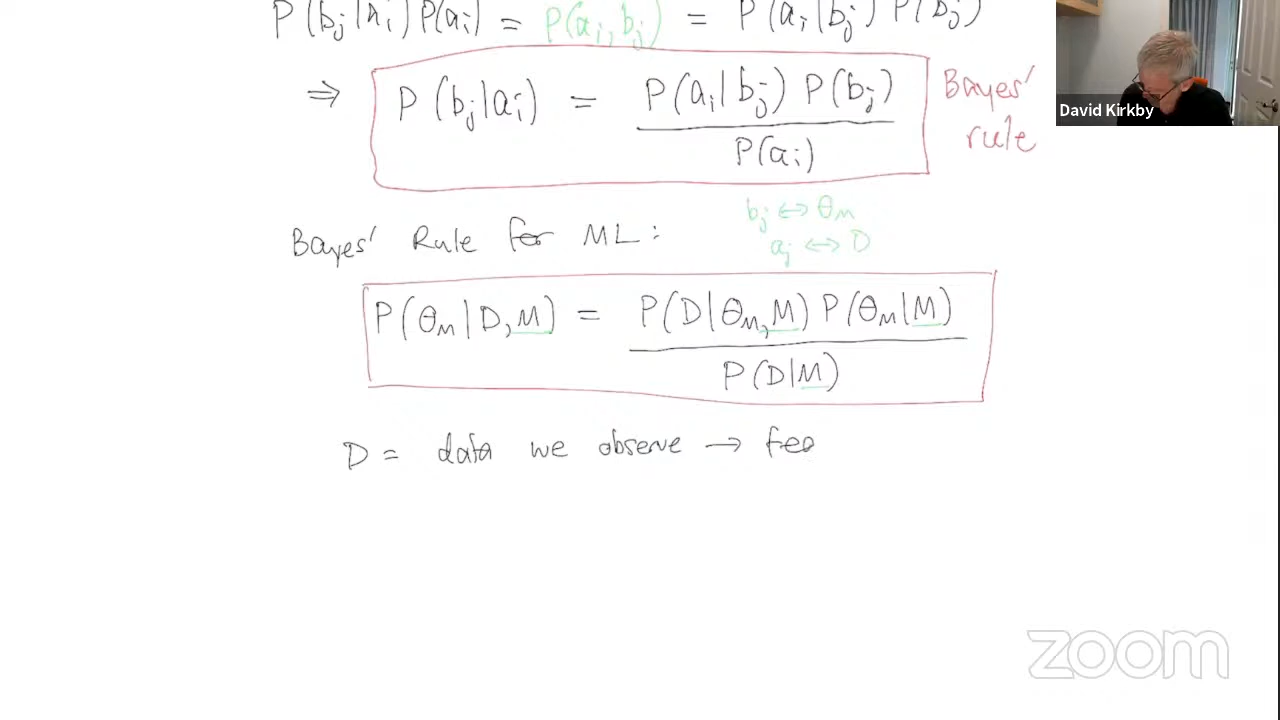 P(bj|ai) P(ai) = P(ai, bj) = P(ai|bj) P(bj)
⇒ P(bj|ai) = P(ai|bj) P(bj)
P(ai)
Bayes'
rule
David Kirkby
bj ↔ θM
aj ↔ D
Bayes' Rule for ML:
P(θM|D, M) = P(D|θM, M) P(θM|M)
P(D|M)
D = data we observe → fea
zoom